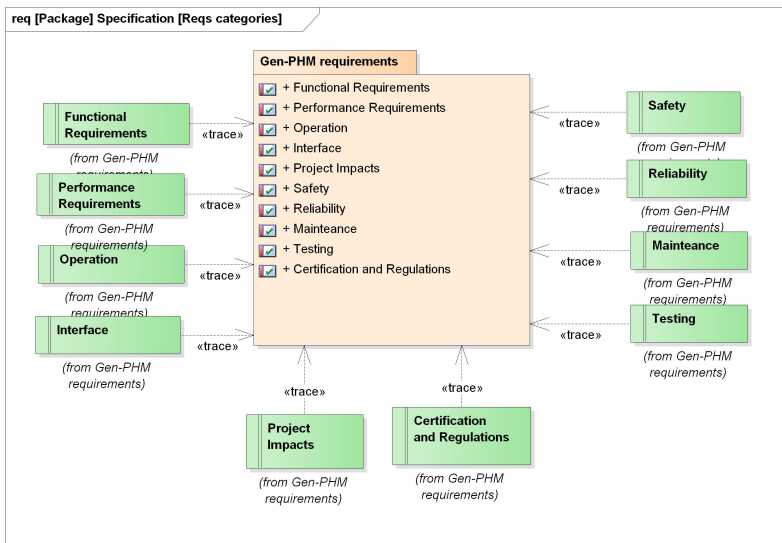 req [Package] Specification [Reqs categories]
Gen-PHM requirements
+ Functional Requirements
+ Performance Requirements
+ Operation
+ Interface
+ Project Impacts
+ Safety
+ Reliability
+ Mainteance
+ Testing
+ Certification and Regulations
Functional
Requirements
«trace»
(from Gen-PHM
requirements)
Performance
Requirements
«trace»
(from Gen-PHM
requirements)
Operation
«trace»
(from Gen-PHM
requirements)
Interface
«trace»
(from Gen-PHM
requirements)
Safety
«trace»
(from Gen-PHM
Reliability
«trace»
(from Gen-PHM
requirements)
Mainteance
«trace»
(from Gen-PHM
requirements)
Testing
«trace»
(from Gen-PHM
requirements)
«trace»
Project
Impacts
(from Gen-PHM
requirements)
«trace»
Certification
and Regulations
(from Gen-PHM
requirements)